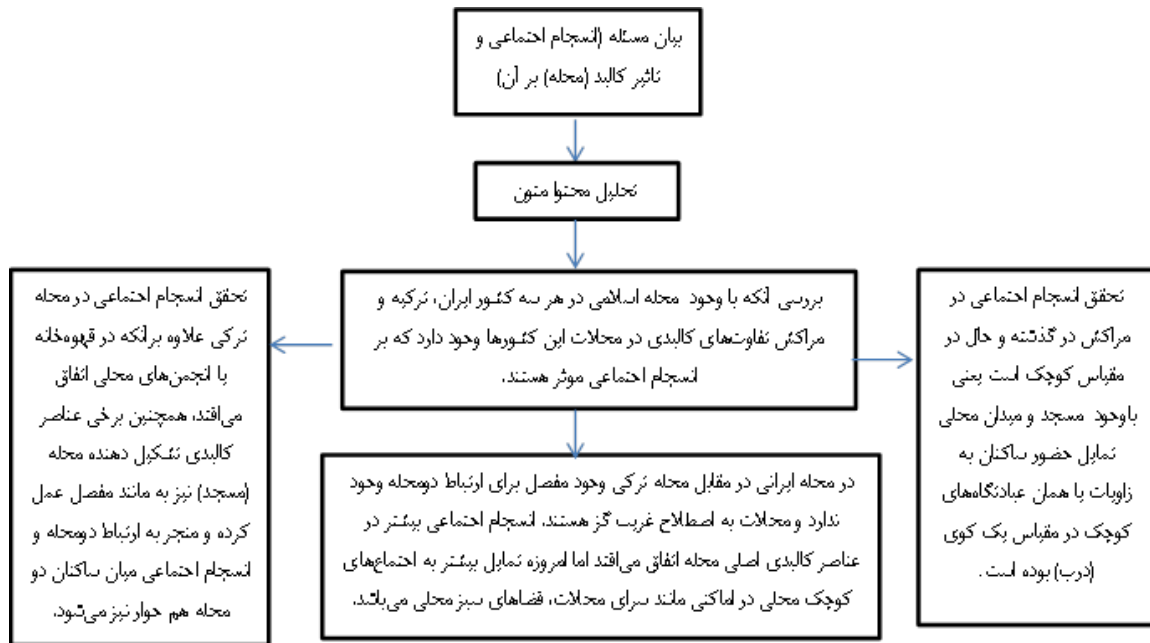 بیان مسئله (انسجام اجتماعی و
تاثیر کالبد (محله) بر آن)
تحلیل محتوا متون
بررسی آنکه با وجود محله اسلامی در هر سه کشور ایران، ترکیه و
مراکش تفاوت‌های کالبدی در محلات این کشورها وجود دارد که بر
انسجام اجتماعی موثر هستند.
تحقق انسجام اجتماعی در
مراکش در گذشته و حال در
مقیاس کوچک است یعنی
باوجود مسجد و میدان محلی
تمایل حضور ساکنان به
زاویات یا همان عبادتگاه‌های
کوچک در مقیاس یک کوی
(درب) بوده است.
در محله ایرانی در مقابل محله ترکی وجود مفصل برای ارتباط دومحله وجود
ندارد و محلات به اصطلاح غریب گز هستند. انسجام اجتماعی بیشتر در
عناصر کالبدی اصلی محله اتفاق می‌افتد اما امروزه تمایل بیشتر به اجتماع‌های
کوچک محلی در اماکنی مانند سرای محلات، فضاهای سبز محلی می‌باشد.
تحقق انسجام اجتماعی در محله
ترکی علاوه برآنکه در قهوه‌خانه
یا انجمن‌های محلی اتفاق
می‌افتد، همچنین برخی عناصر
کالبدی تشکیل دهنده محله
(مسجد) نیز به مانند مفصل عمل
کرده و منجر به ارتباط دومحله و
انسجام اجتماعی میان ساکنان دو
محله هم جوار نیز می‌شود.